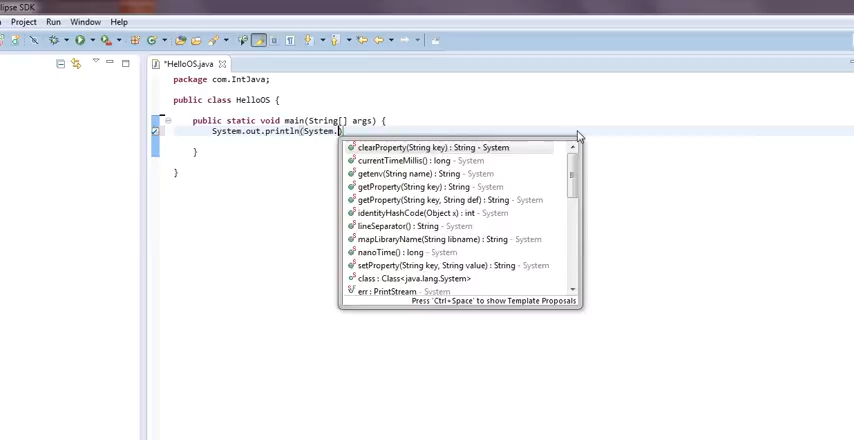 lipse SDK
Project Run Window Help
*HelloOS.java
package com.IntJava;
public class HelloOS {
public static void main(String[] args) {
System.out.println(System.)
}
}
clearProperty(String key) : String - System
currentTimeMillis() : long - System
getenv(String name) : String - System
getProperty(String key) : String - System
getProperty(String key, String def) : String - System
identityHashCode(Object x) : int - System
lineSeparator() : String - System
mapLibraryName(String libname) : String - System
nanoTime() : long - System
setProperty(String key, String value) : String - System
class : Class<java.lang.System>
err : PrintStream - System
Press 'Ctrl+Space' to show Template Proposals